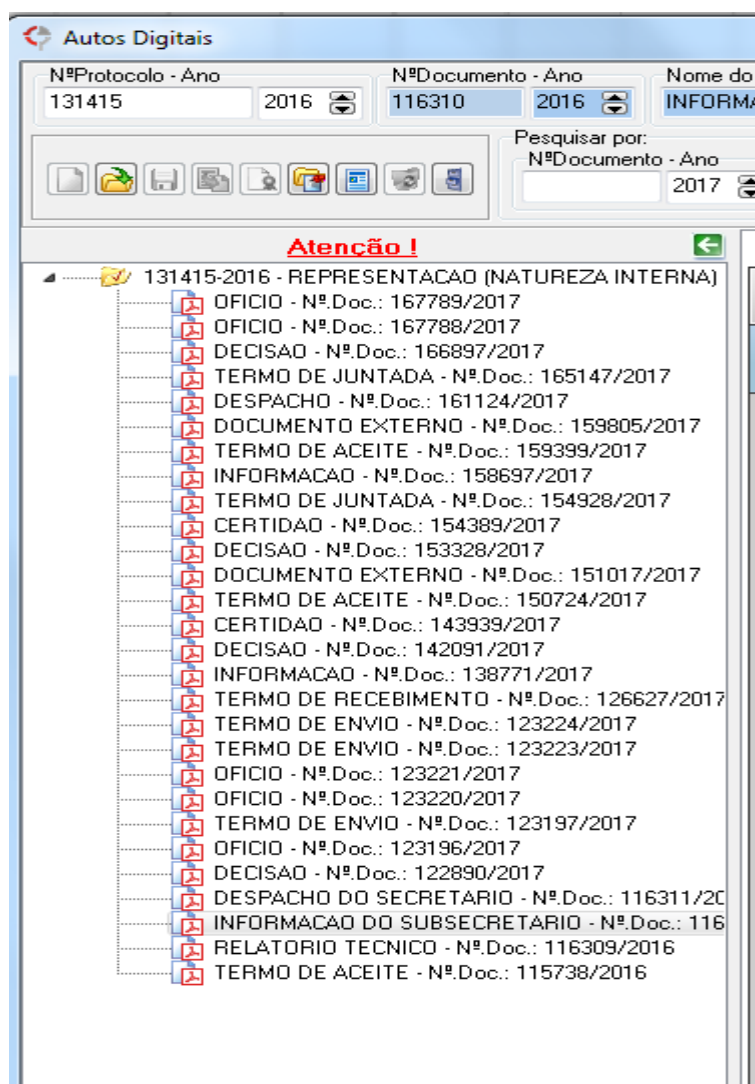 Autos Digitais
NºProtocolo - Ano NºDocumento - Ano Nome do
131415 2016 116310 2016 INFORMA
Pesquisar por:
NºDocumento - Ano
2017
Atenção !
131415-2016 - REPRESENTACAO (NATUREZA INTERNA)
OFICIO - Nº.Doc.: 167789/2017
OFICIO - Nº.Doc.: 167788/2017
DECISAO - Nº.Doc.: 166897/2017
TERMO DE JUNTADA - Nº.Doc.: 165147/2017
DESPACHO - Nº.Doc.: 161124/2017
DOCUMENTO EXTERNO - Nº.Doc.: 159805/2017
TERMO DE ACEITE - Nº.Doc.: 159399/2017
INFORMACAO - Nº.Doc.: 158697/2017
TERMO DE JUNTADA - Nº.Doc.: 154928/2017
CERTIDAO - Nº.Doc.: 154389/2017
DECISAO - Nº.Doc.: 153328/2017
DOCUMENTO EXTERNO - Nº.Doc.: 151017/2017
TERMO DE ACEITE - Nº.Doc.: 150724/2017
CERTIDAO - Nº.Doc.: 143939/2017
DECISAO - Nº.Doc.: 142091/2017
INFORMACAO - Nº.Doc.: 138771/2017
TERMO DE RECEBIMENTO - Nº.Doc.: 126627/2017
TERMO DE ENVIO - Nº.Doc.: 123224/2017
TERMO DE ENVIO - Nº.Doc.: 123223/2017
OFICIO - Nº.Doc.: 123221/2017
OFICIO - Nº.Doc.: 123220/2017
TERMO DE ENVIO - Nº.Doc.: 123197/2017
OFICIO - Nº.Doc.: 123196/2017
DECISAO - Nº.Doc.: 122890/2017
DESPACHO DO SECRETARIO - Nº.Doc.: 116311/20
INFORMACAO DO SUBSECRETARIO - Nº.Doc.: 116
RELATORIO TECNICO - Nº.Doc.: 116309/2016
TERMO DE ACEITE - Nº.Doc.: 115738/2016